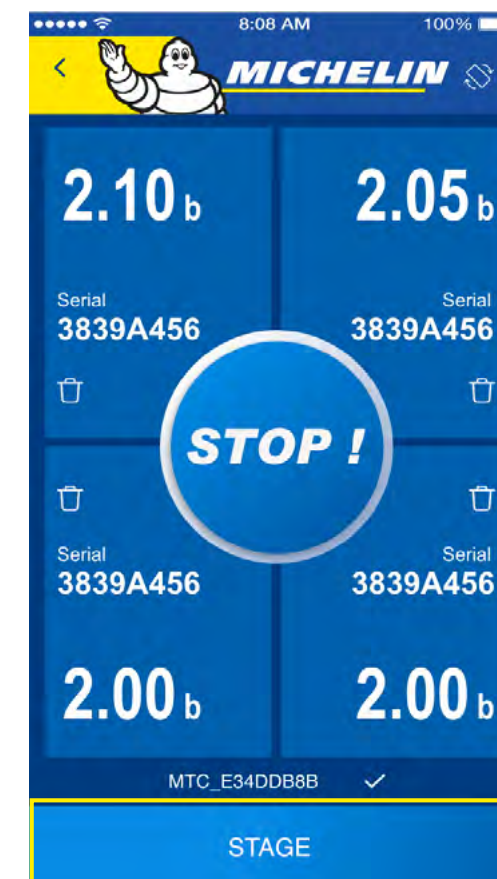 8:08 AM 100%
MICHELIN
2.10 b 2.05 b
Serial Serial
3839A456 3839A456
STOP !
Serial Serial
3839A456 3839A456
2.00 b 2.00 b
MTC_E34DDB8B
STAGE